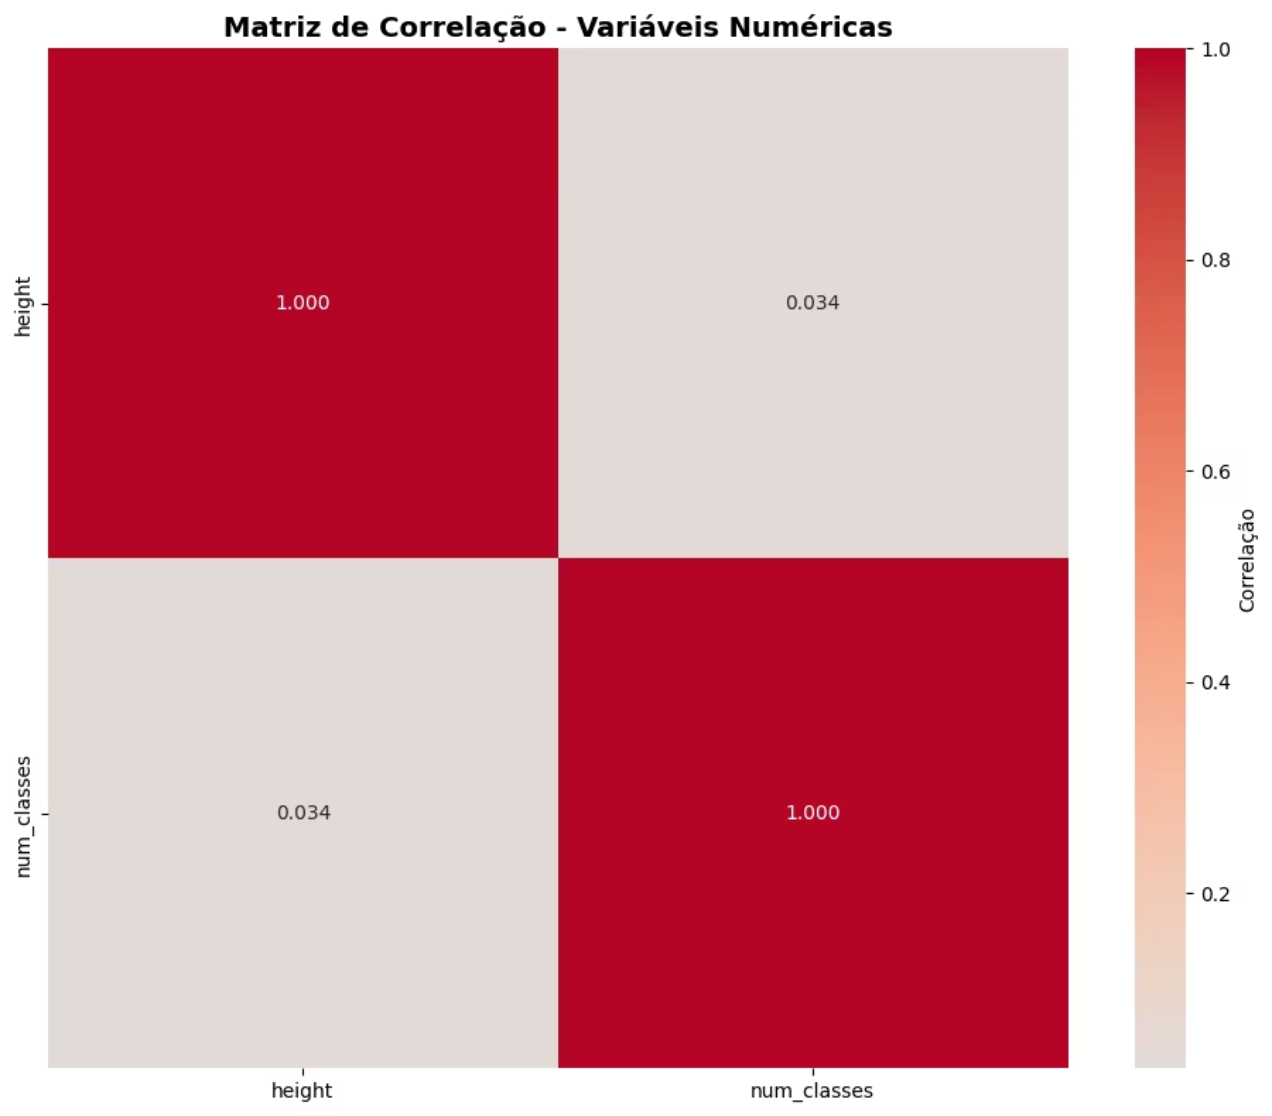 Matriz de Correlação - Variáveis Numéricas
height
1.000
0.034
num_classes
0.034
1.000
height
num_classes
1.0
0.8
0.6
0.4
0.2
Correlação